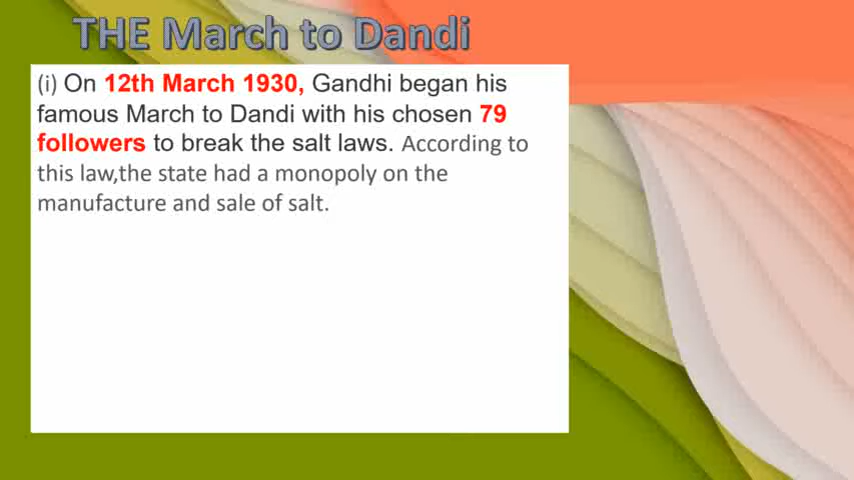 THE March to Dandi
(i) On 12th March 1930, Gandhi began his
famous March to Dandi with his chosen 79
followers to break the salt laws. According to
this law,the state had a monopoly on the
manufacture and sale of salt.